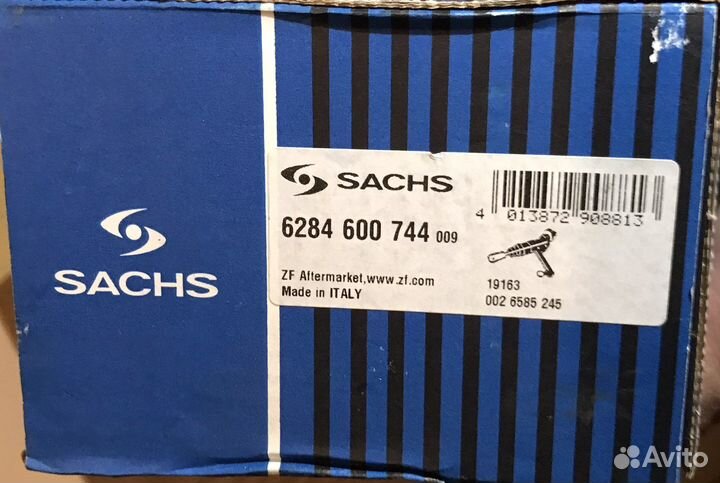 SACHS
SACHS
4 013872 908813
6284 600 744 009
ZF Aftermarket,www.zf.com
Made in ITALY
19163
002 6585 245
Avito